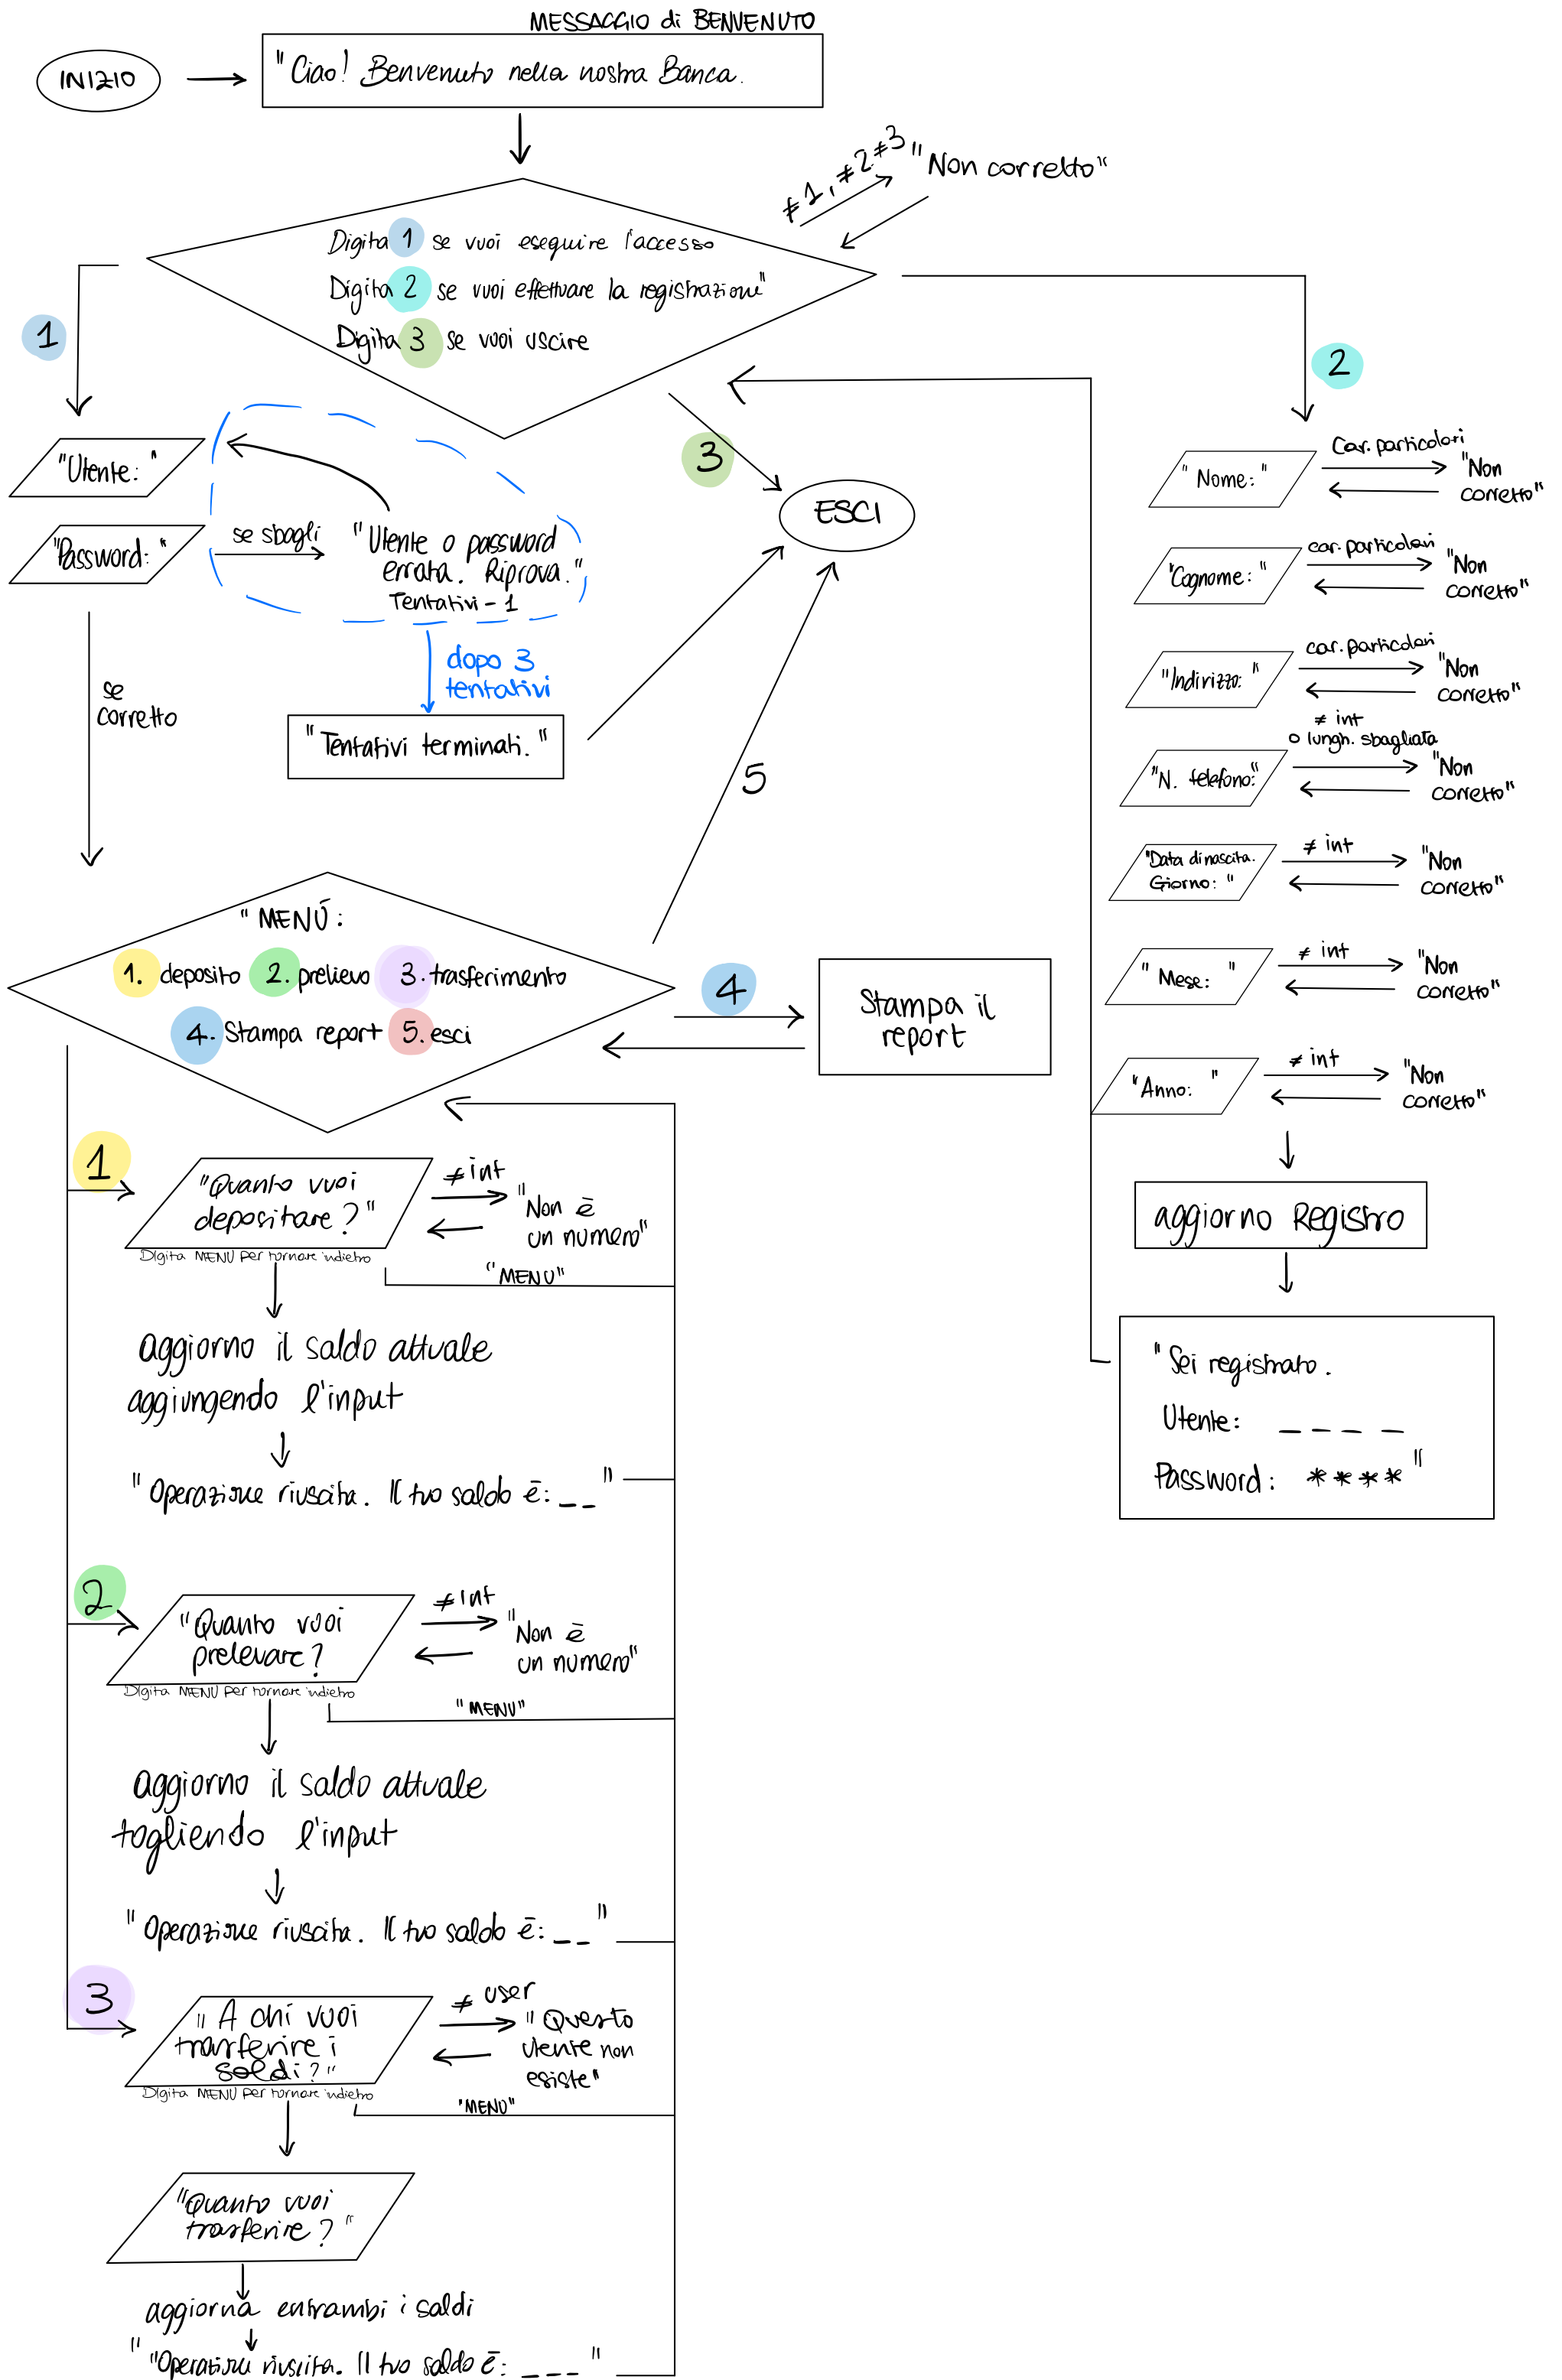 MESSAGGIO di BENVENUTO
INIZIO
"Ciao! Benvenuto nella nostra Banca.
≠1, ≠2 ≠3
"Non corretto"
Digita 1 se vuoi eseguire l'accesso
Digita 2 se vuoi effettuare la registrazione"
Digita 3 se vuoi uscire
1
2
3
ESCI
"Utente: "
"Password: "
se sbagli
"Utente o password
errata. Riprova."
Tentativi - 1
dopo 3
tentativi
"Tentativi terminati. "
se
corretto
5
"Nome: "
Car. particolari
"Non
corretto"
"Cognome: "
car. particolari
"Non
corretto"
"Indirizzo: "
car. particolari
"Non
corretto"
"N. telefono:"
≠ int
o lungh. sbagliata
"Non
corretto"
"Data di nascita.
Giorno: "
≠ int
"Non
corretto"
"Mese: "
≠ int
"Non
corretto"
"Anno: "
≠ int
"Non
corretto"
aggiorno Registro
"Sei registrato.
Utente: _ _ _ _
Password: ****"
"MENÚ:
1. deposito 2. prelievo 3. trasferimento
4. Stampa report 5. esci
4
Stampa il
report
1
"Quanto vuoi
depositare?"
Digita MENU per tornare indietro
≠ int
"Non è
un numero"
"MENU"
aggiorno il saldo attuale
aggiungendo l'input
"Operazione riuscita. Il tuo saldo è: _ _ "
2
"Quanto vuoi
prelevare?
Digita MENU per tornare indietro
≠ int
"Non è
un numero"
"MENU"
aggiorno il saldo attuale
togliendo l'input
"Operazione riuscita. Il tuo saldo è: _ _ "
3
"A chi vuoi
trasferire i
soldi?"
Digita MENU per tornare indietro
≠ user
"Questo
utente non
esiste"
"MENU"
"Quanto vuoi
trasferire?"
aggiorna entrambi i saldi
" "Operazione riuscita. Il tuo saldo è: _ _ _ "